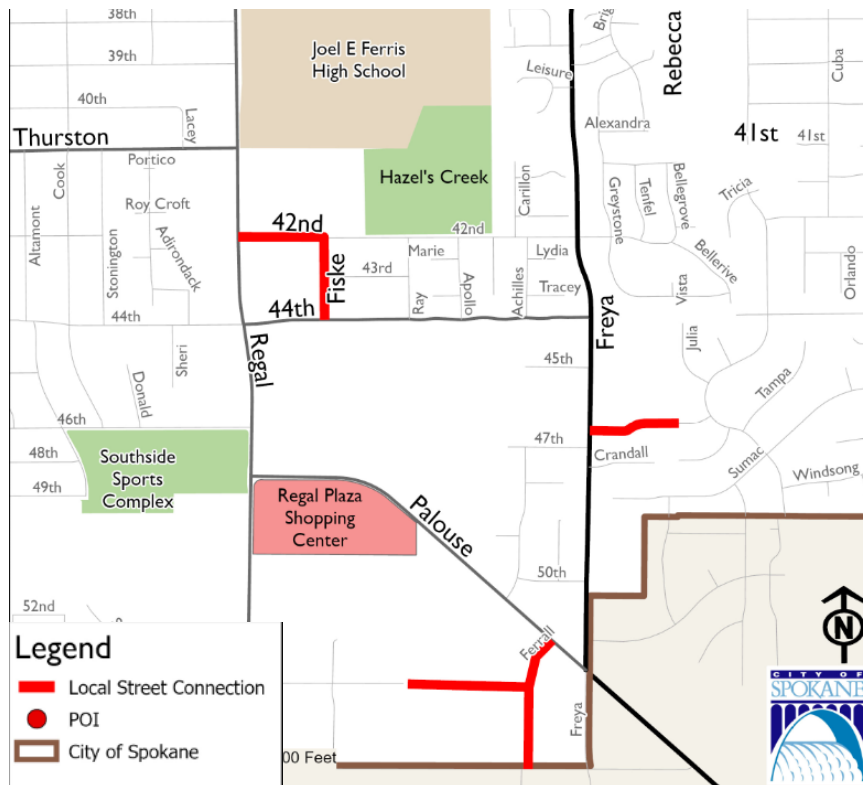 38th
39th
40th
Lacey
Thurston
Portico
Cook
Altamont
Roy Croft
Stonington
Adirondack
44th
Joel E Ferris
High School
Hazel's Creek
Leisure
Carillon
Rebecca
Alexandra
Cuba
41st
41st
Greystone
Tenfel
Bellegrove
Tricia
42nd
42nd
Fiske
Marie
43rd
Lydia
Tracey
Ray
Apollo
Achilles
44th
Bellerive
Vista
Orlando
Freya
Regal
Sheri
Donald
Julia
45th
Tampa
46th
48th
49th
Southside
Sports
Complex
47th
Crandall
Sumac
Windsong
Regal Plaza
Shopping
Center
Palouse
50th
52nd
Ferrall
Freya
N
Legend
Local Street Connection
POI
City of Spokane
00 Feet
CITY OF
SPOKANE